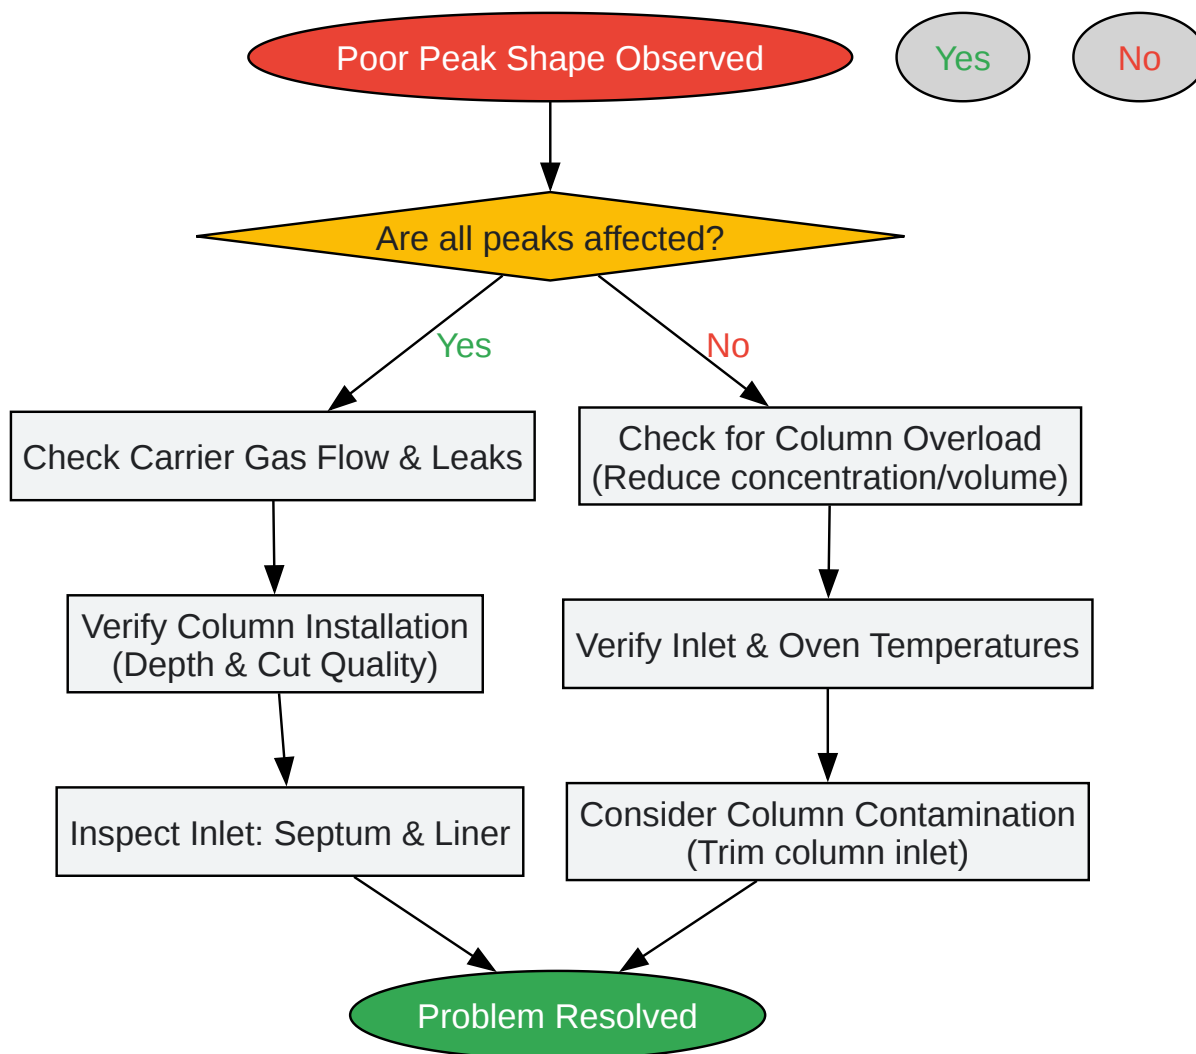 Poor Peak Shape Observed
Yes
No
Are all peaks affected?
Yes
No
Check Carrier Gas Flow & Leaks
Check for Column Overload
(Reduce concentration/volume)
Verify Column Installation
(Depth & Cut Quality)
Verify Inlet & Oven Temperatures
Inspect Inlet: Septum & Liner
Consider Column Contamination
(Trim column inlet)
Problem Resolved